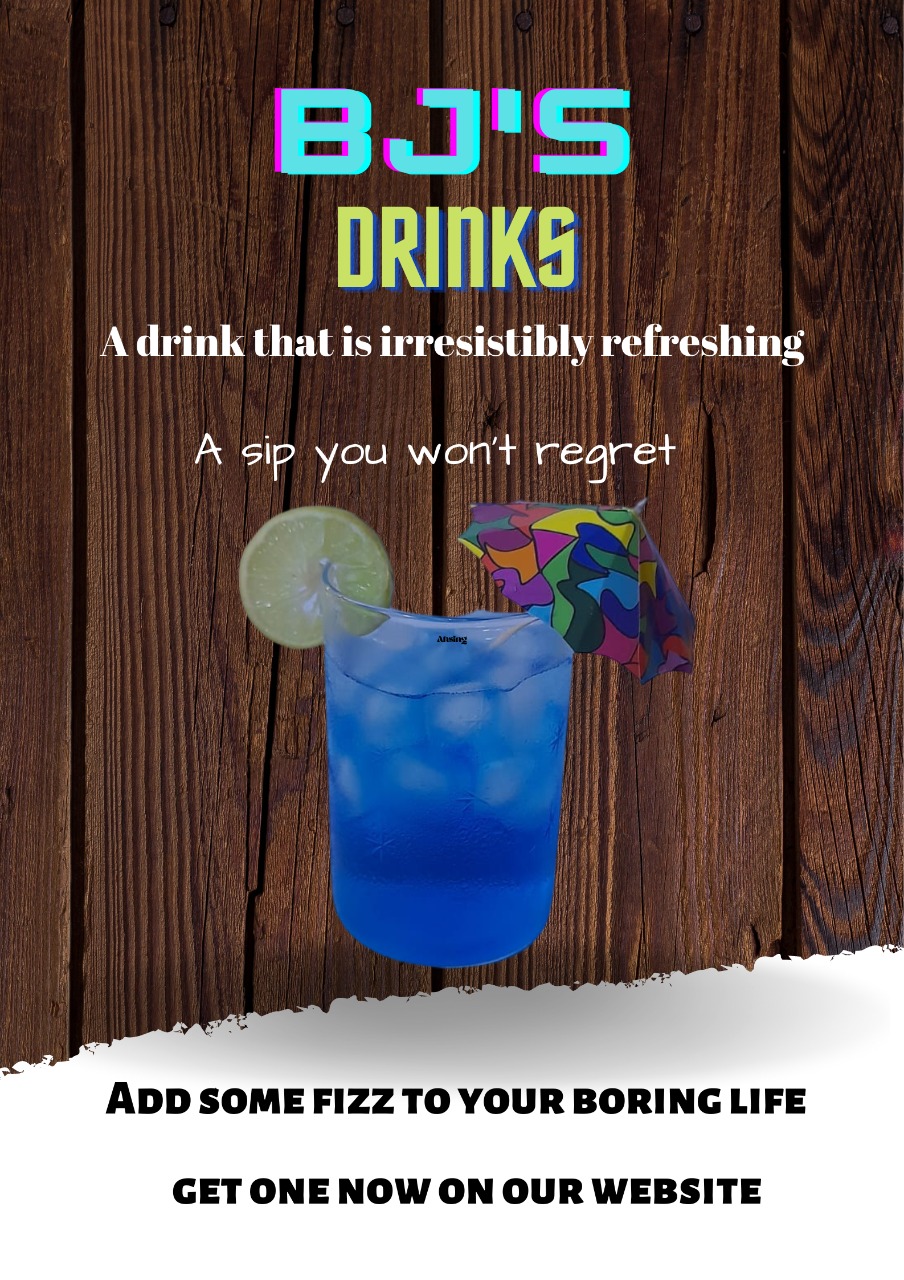 BJ'S
DRINKS
A drink that is irresistibly refreshing
A sip you won't regret
Add some fizz to your boring life
get one now on our website